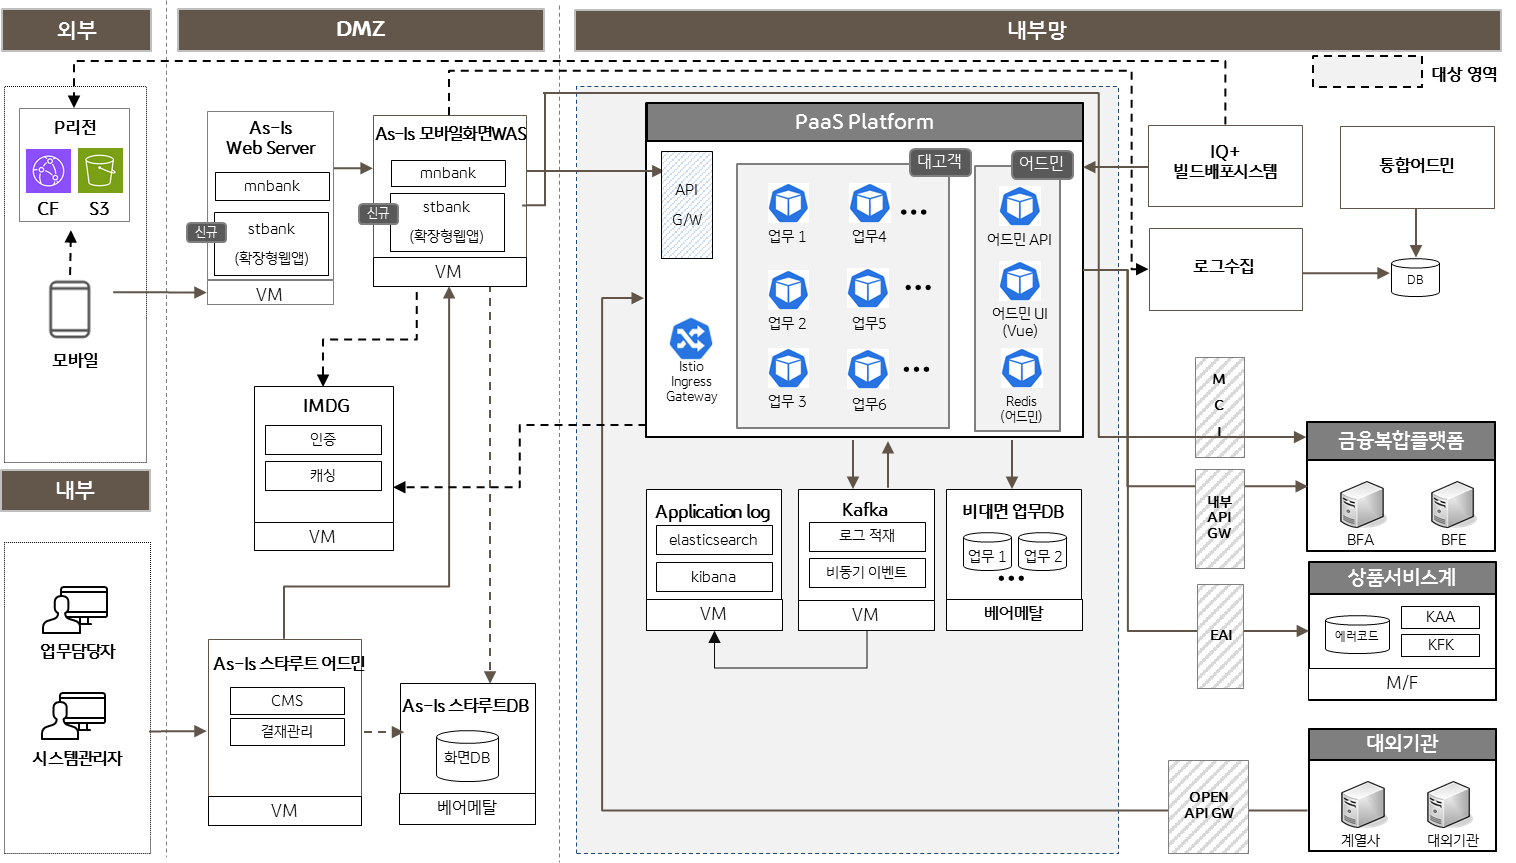 외부
DMZ
내부망
대상 영역
P리전
CF
S3
모바일
내부
업무담당자
시스템관리자
As-Is
Web Server
mnbank
신규
stbank
(확장형웹앱)
VM
As-Is 모바일화면WAS
mnbank
신규
stbank
(확장형웹앱)
VM
IMDG
인증
캐싱
VM
As-Is 스타루트 어드민
CMS
결재관리
VM
As-Is 스타루트DB
화면DB
베어메탈
PaaS Platform
API
G/W
Istio
Ingress
Gateway
대고객
업무 1
업무4
업무 2
업무5
업무 3
업무6
어드민
어드민 API
어드민 UI
(Vue)
Redis
(어드민)
Application log
elasticsearch
kibana
VM
Kafka
로그 적재
비동기 이벤트
VM
비대면 업무DB
업무 1
업무 2
베어메탈
IQ+
빌드배포시스템
통합어드민
로그수집
DB
M
C
I
내부
API
GW
EAI
OPEN
API GW
금융복합플랫폼
BFA
BFE
상품서비스계
에러코드
KAA
KFK
M/F
대외기관
계열사
대외기관